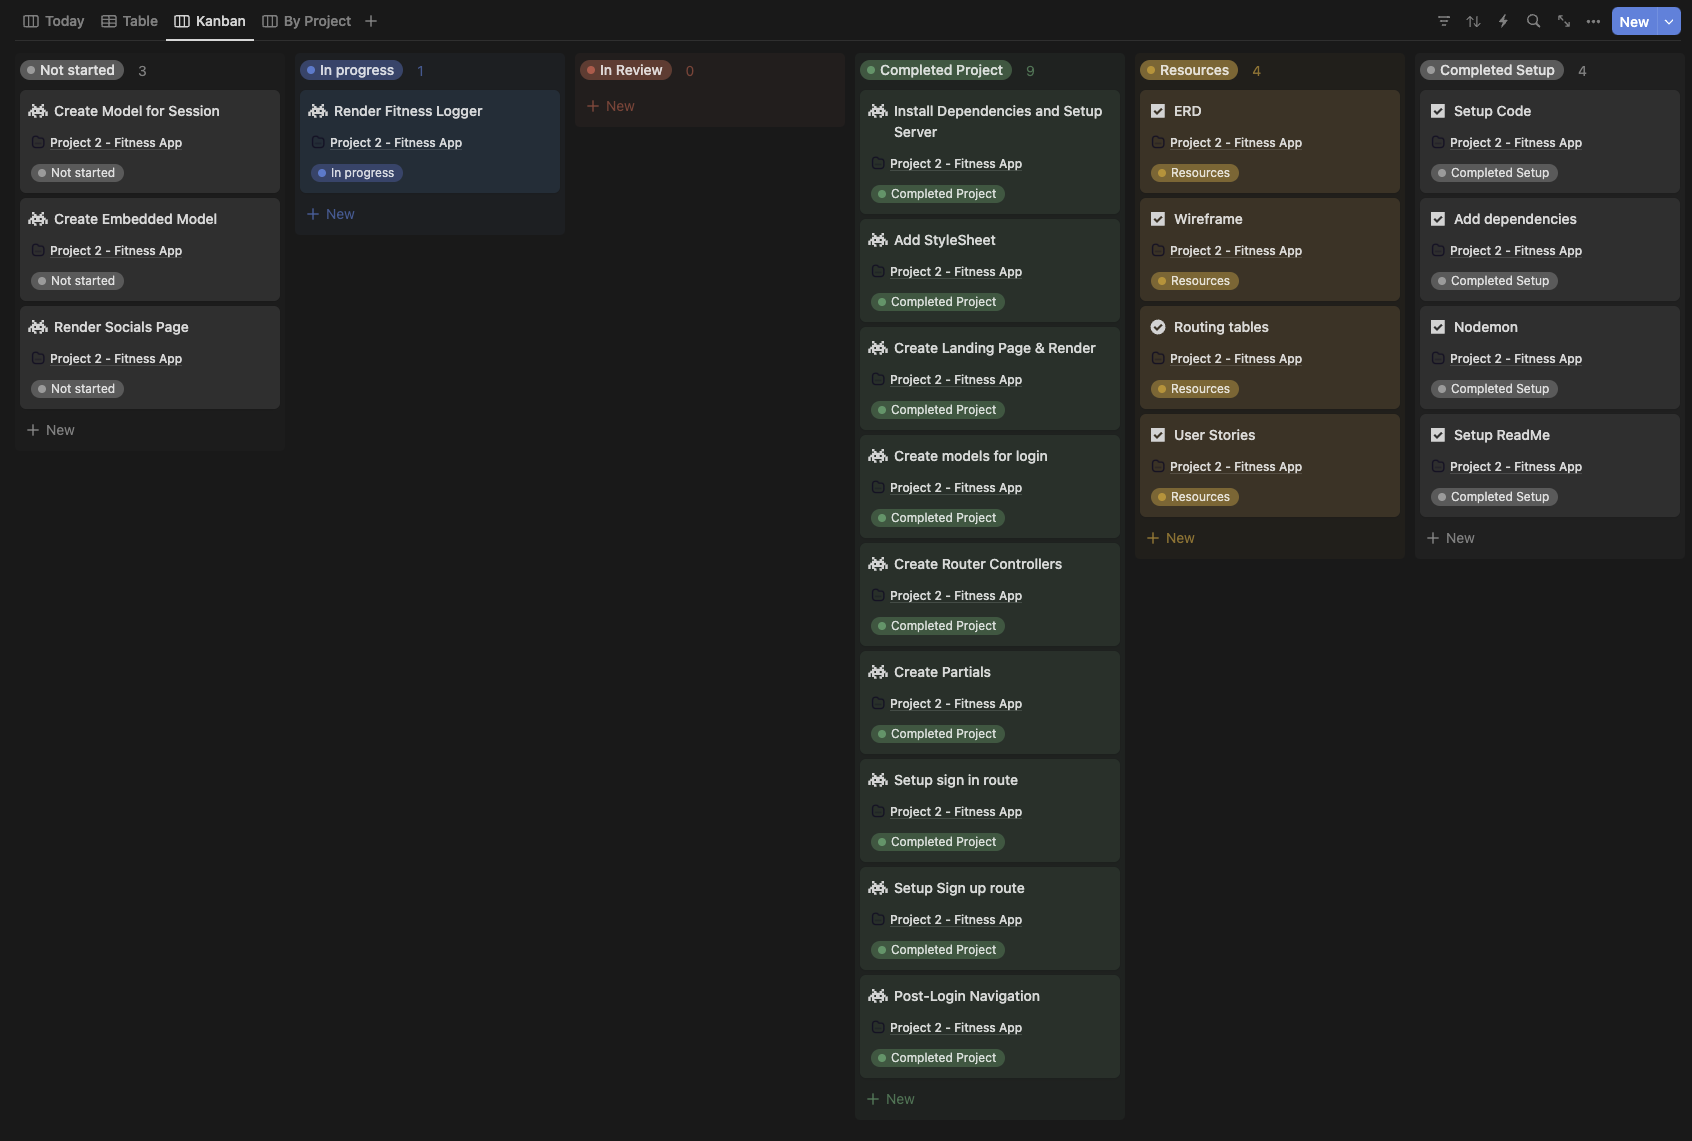 Today
Table
Kanban
By Project
New
Not started 3
Create Model for Session
Project 2 - Fitness App
Not started
Create Embedded Model
Project 2 - Fitness App
Not started
Render Socials Page
Project 2 - Fitness App
Not started
New
In progress 1
Render Fitness Logger
Project 2 - Fitness App
In progress
New
In Review 0
New
Completed Project 9
Install Dependencies and Setup
Server
Project 2 - Fitness App
Completed Project
Add StyleSheet
Project 2 - Fitness App
Completed Project
Create Landing Page & Render
Project 2 - Fitness App
Completed Project
Create models for login
Project 2 - Fitness App
Completed Project
Create Router Controllers
Project 2 - Fitness App
Completed Project
Create Partials
Project 2 - Fitness App
Completed Project
Setup sign in route
Project 2 - Fitness App
Completed Project
Setup Sign up route
Project 2 - Fitness App
Completed Project
Post-Login Navigation
Project 2 - Fitness App
Completed Project
New
Resources 4
ERD
Project 2 - Fitness App
Resources
Wireframe
Project 2 - Fitness App
Resources
Routing tables
Project 2 - Fitness App
Resources
User Stories
Project 2 - Fitness App
Resources
New
Completed Setup 4
Setup Code
Project 2 - Fitness App
Completed Setup
Add dependencies
Project 2 - Fitness App
Completed Setup
Nodemon
Project 2 - Fitness App
Completed Setup
Setup ReadMe
Project 2 - Fitness App
Completed Setup
New